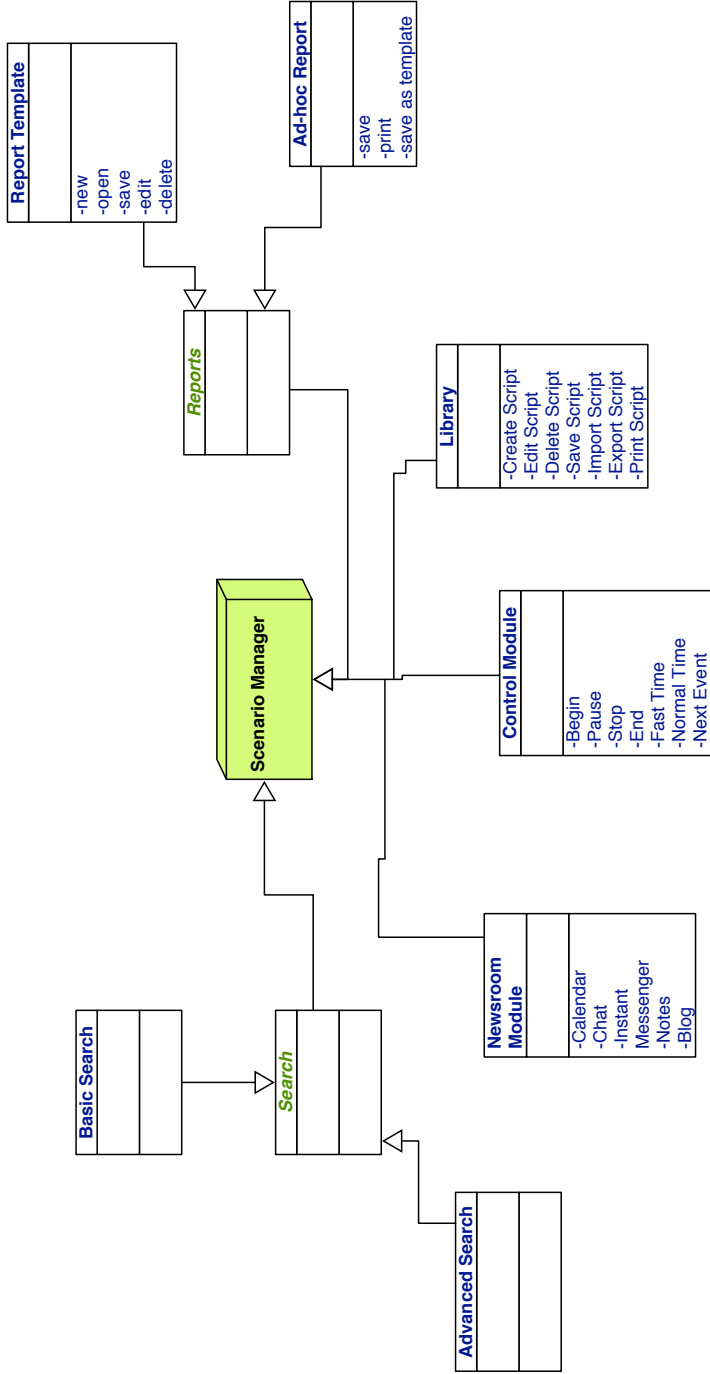 Basic Search
Search
Advanced Search
Scenario Manager
Reports
Report Template
-new
-open
-save
-edit
-delete
Ad-hoc Report
-save
-print
-save as template
Newsroom
Module
-Calendar
-Chat
-Instant
Messenger
-Notes
-Blog
Control Module
-Begin
-Pause
-Stop
-End
-Fast Time
-Normal Time
-Next Event
Library
-Create Script
-Edit Script
-Delete Script
-Save Script
-Import Script
-Export Script
-Print Script